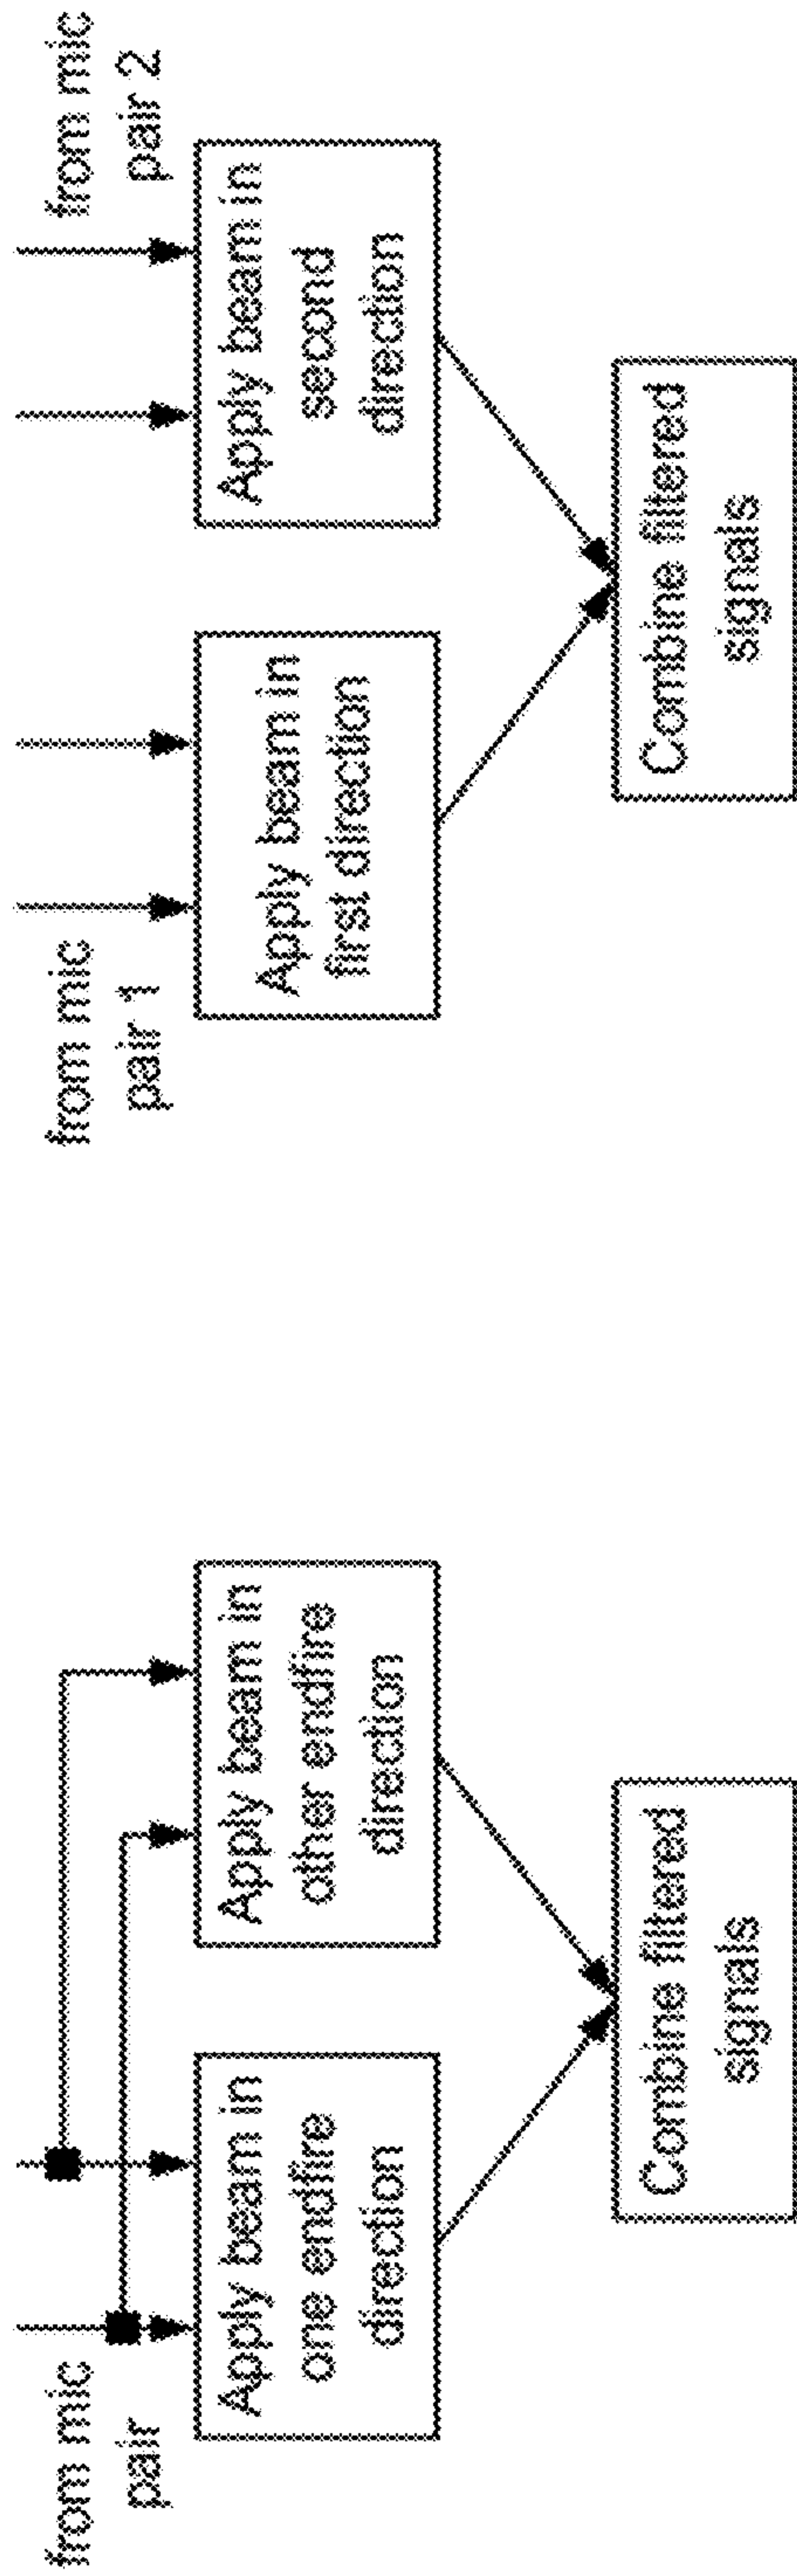 from mic
pair
Apply beam in
one endfire
direction
Apply beam in
other endfire
direction
Combine filtered
signals
from mic
pair 1
Apply beam in
first direction
from mic
pair 2
Apply beam in
second
direction
Combine filtered
signals